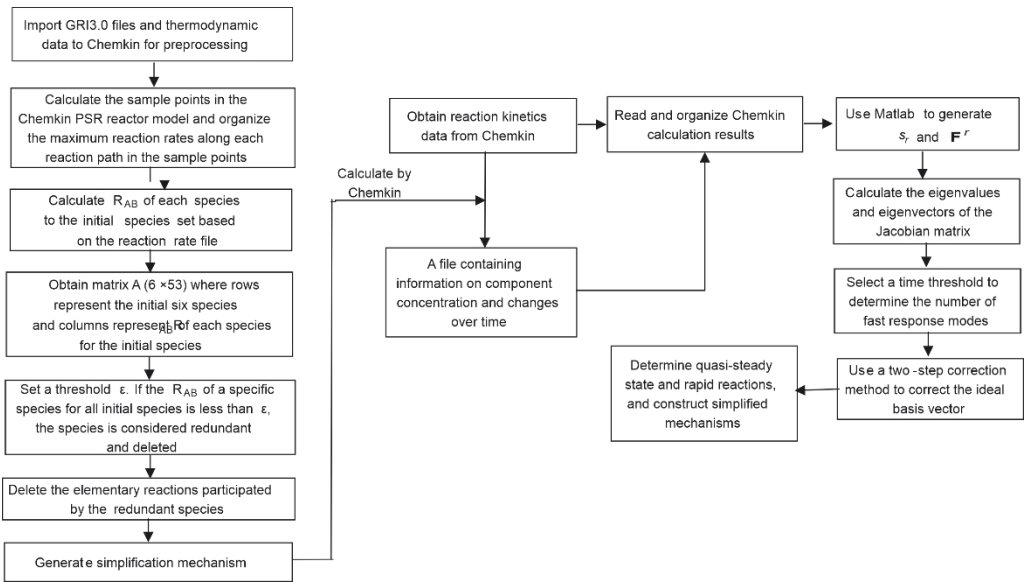 Import GRI3.0 files and thermodynamic
data to Chemkin for preprocessing
Calculate the sample points in the
Chemkin PSR reactor model and organize
the maximum reaction rates along each
reaction path in the sample points
Calculate R_AB of each species
to the initial species set based
on the reaction rate file
Obtain matrix A (6 ×53) where rows
represent the initial six species
and columns represent R_AB of each species
for the initial species
Set a threshold ε. If the R_AB of a specific
species for all initial species is less than ε,
the species is considered redundant
and deleted
Delete the elementary reactions participated
by the redundant species
Generate simplification mechanism
Calculate by
Chemkin
Obtain reaction kinetics
data from Chemkin
A file containing
information on component
concentration and changes
over time
Read and organize Chemkin
calculation results
Use Matlab to generate
s_r and F^r
Calculate the eigenvalues
and eigenvectors of the
Jacobian matrix
Select a time threshold to
determine the number of
fast response modes
Use a two-step correction
method to correct the ideal
basis vector
Determine quasi-steady
state and rapid reactions,
and construct simplified
mechanisms